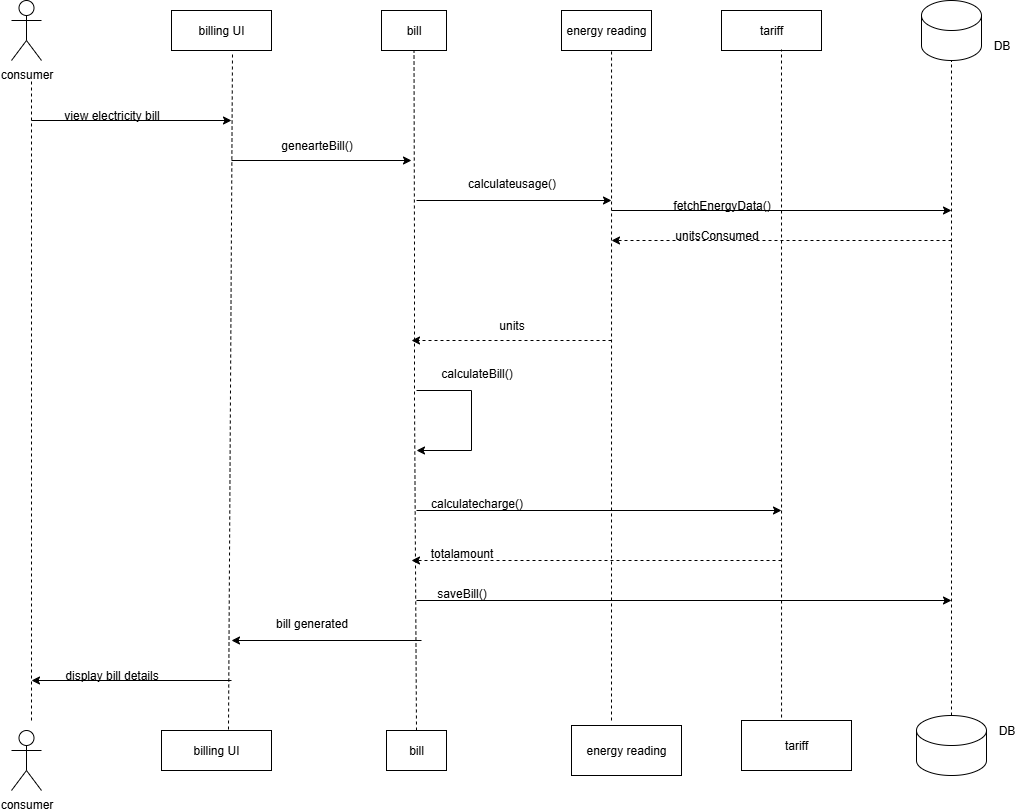 billing UI
bill
energy reading
tariff
DB
consumer
view electricity bill
genearteBill()
calculateusage()
fetchEnergyData()
unitsConsumed
units
calculateBill()
calculatecharge()
totalamount
saveBill()
bill generated
display bill details
billing UI
bill
energy reading
tariff
DB
consumer